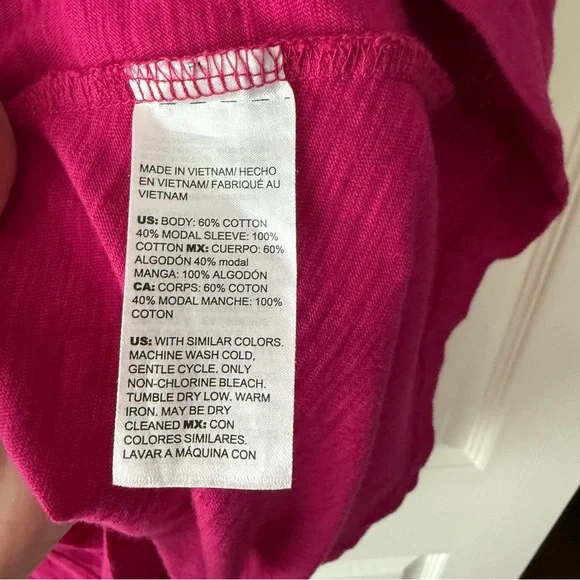 MADE IN VIETNAM/ HECHO
EN VIETNAM/ FABRIQUÉ AU
VIETNAM
US: BODY: 60% COTTON
40% MODAL SLEEVE: 100%
COTTON MX: CUERPO: 60%
ALGODÓN 40% modal
MANGA: 100% ALGODÓN
CA: CORPS: 60% COTON
40% MODAL MANCHE: 100%
COTON
US: WITH SIMILAR COLORS.
MACHINE WASH COLD,
GENTLE CYCLE. ONLY
NON-CHLORINE BLEACH.
TUMBLE DRY LOW. WARM
IRON. MAY BE DRY
CLEANED MX: CON
COLORES SIMILARES.
LAVAR A MÁQUINA CON